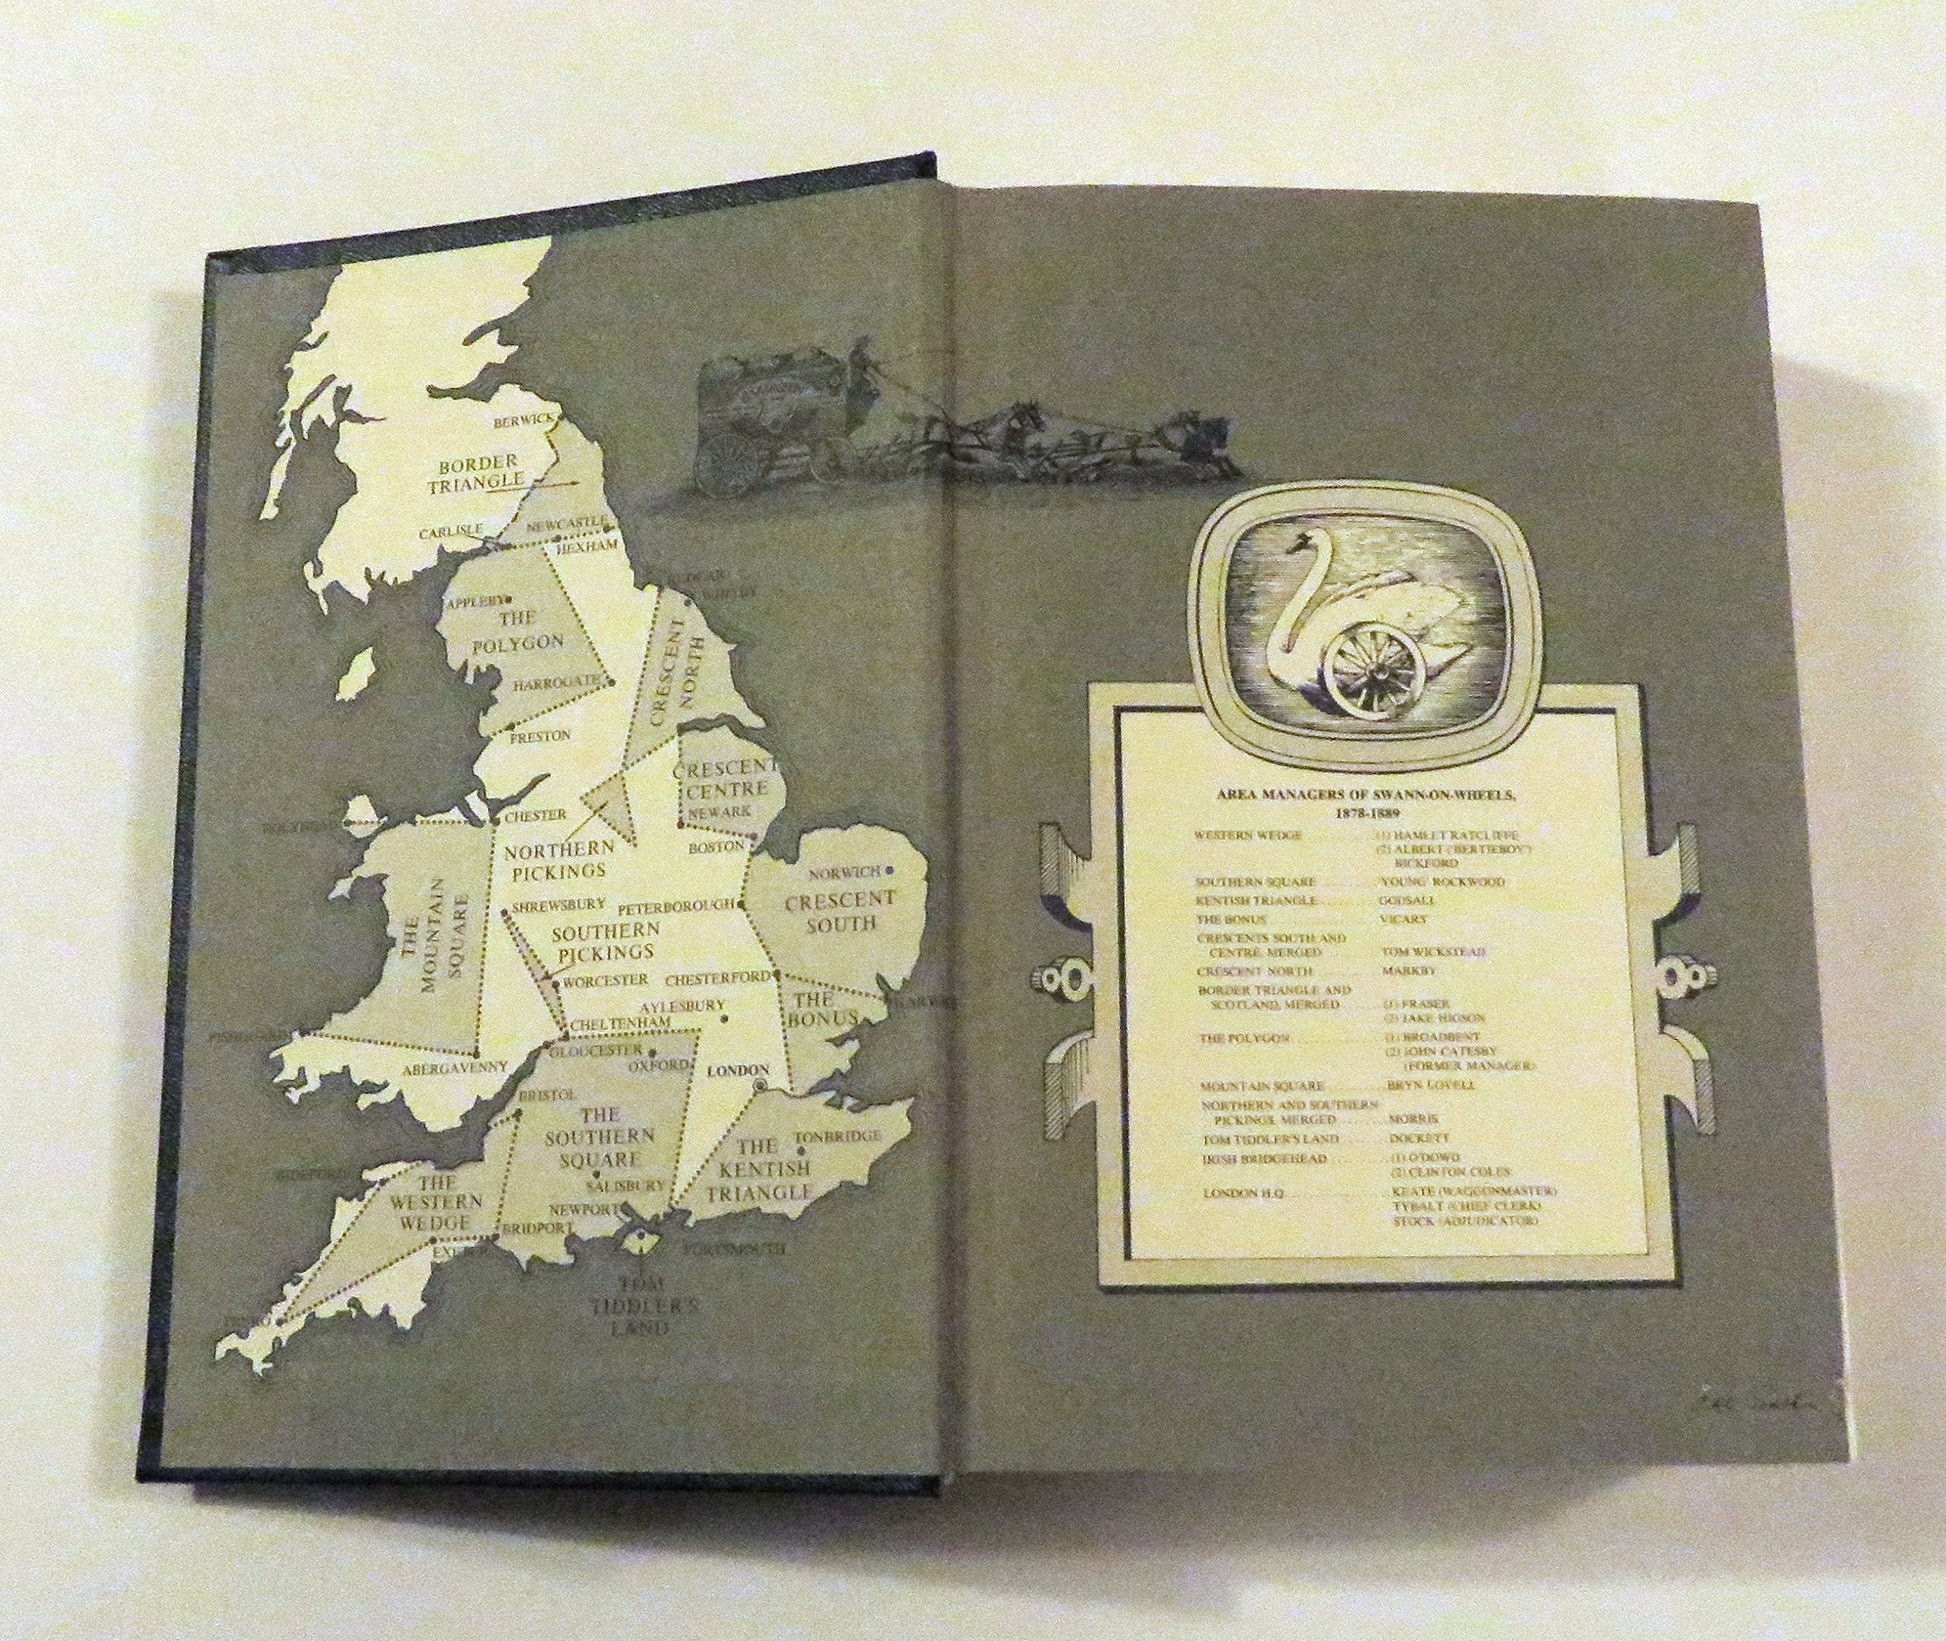 BERWICK
BORDER
TRIANGLE
CARLISLE
NEWCASTLE
HEXHAM
REDCAR
WHITBY
APPLEBY
THE
POLYGON
CRESCENT
NORTH
HARROGATE
PRESTON
CRESCENT
CENTRE
HOLYHEAD
CHESTER
NEWARK
BOSTON
NORTHERN
PICKINGS
NORWICH
THE
MOUNTAIN
SQUARE
SHREWSBURY
PETERBOROUGH
CRESCENT
SOUTH
SOUTHERN
PICKINGS
WORCESTER
CHESTERFORD
AYLESBURY
THE
BONUS
HARWICH
CHELTENHAM
GLOUCESTER
OXFORD
ABERGAVENNY
LONDON
BRISTOL
THE
SOUTHERN
SQUARE
THE
KENTISH
TRIANGLE
TONBRIDGE
BIDEFORD
THE
WESTERN
WEDGE
SALISBURY
NEWPORT
BRIDPORT
EXETER
PORTSMOUTH
TRURO
TOM
TIDDLER'S
LAND
AREA MANAGERS OF SWANN-ON-WHEELS,
1878-1889
WESTERN WEDGE ........ (1) HAMLET RATCLIFFE
(2) ALBERT ('BERTIEBOY')
BICKFORD
SOUTHERN SQUARE ........ 'YOUNG' ROCKWOOD
KENTISH TRIANGLE ........ GODSALL
THE BONUS ........ VICARY
CRESCENTS SOUTH AND
CENTRE, MERGED ...... TOM WICKSTEAD
CRESCENT NORTH ...... MARKBY
BORDER TRIANGLE AND
SCOTLAND, MERGED .... (1) FRASER
(2) JAKE HIGSON
THE POLYGON ........ (1) BROADBENT
(2) JOHN CATESBY
(FORMER MANAGER)
MOUNTAIN SQUARE ........ BRYN LOVELL
NORTHERN AND SOUTHERN
PICKINGS, MERGED ...... MORRIS
TOM TIDDLER'S LAND .... DOCKETT
IRISH BRIDGEHEAD ...... (1) O'DOWD
(2) CLINTON COLES
LONDON H.Q. ........ KEATE (WAGGONMASTER)
TYBALT (CHIEF CLERK)
STOCK (ADJUDICATOR)